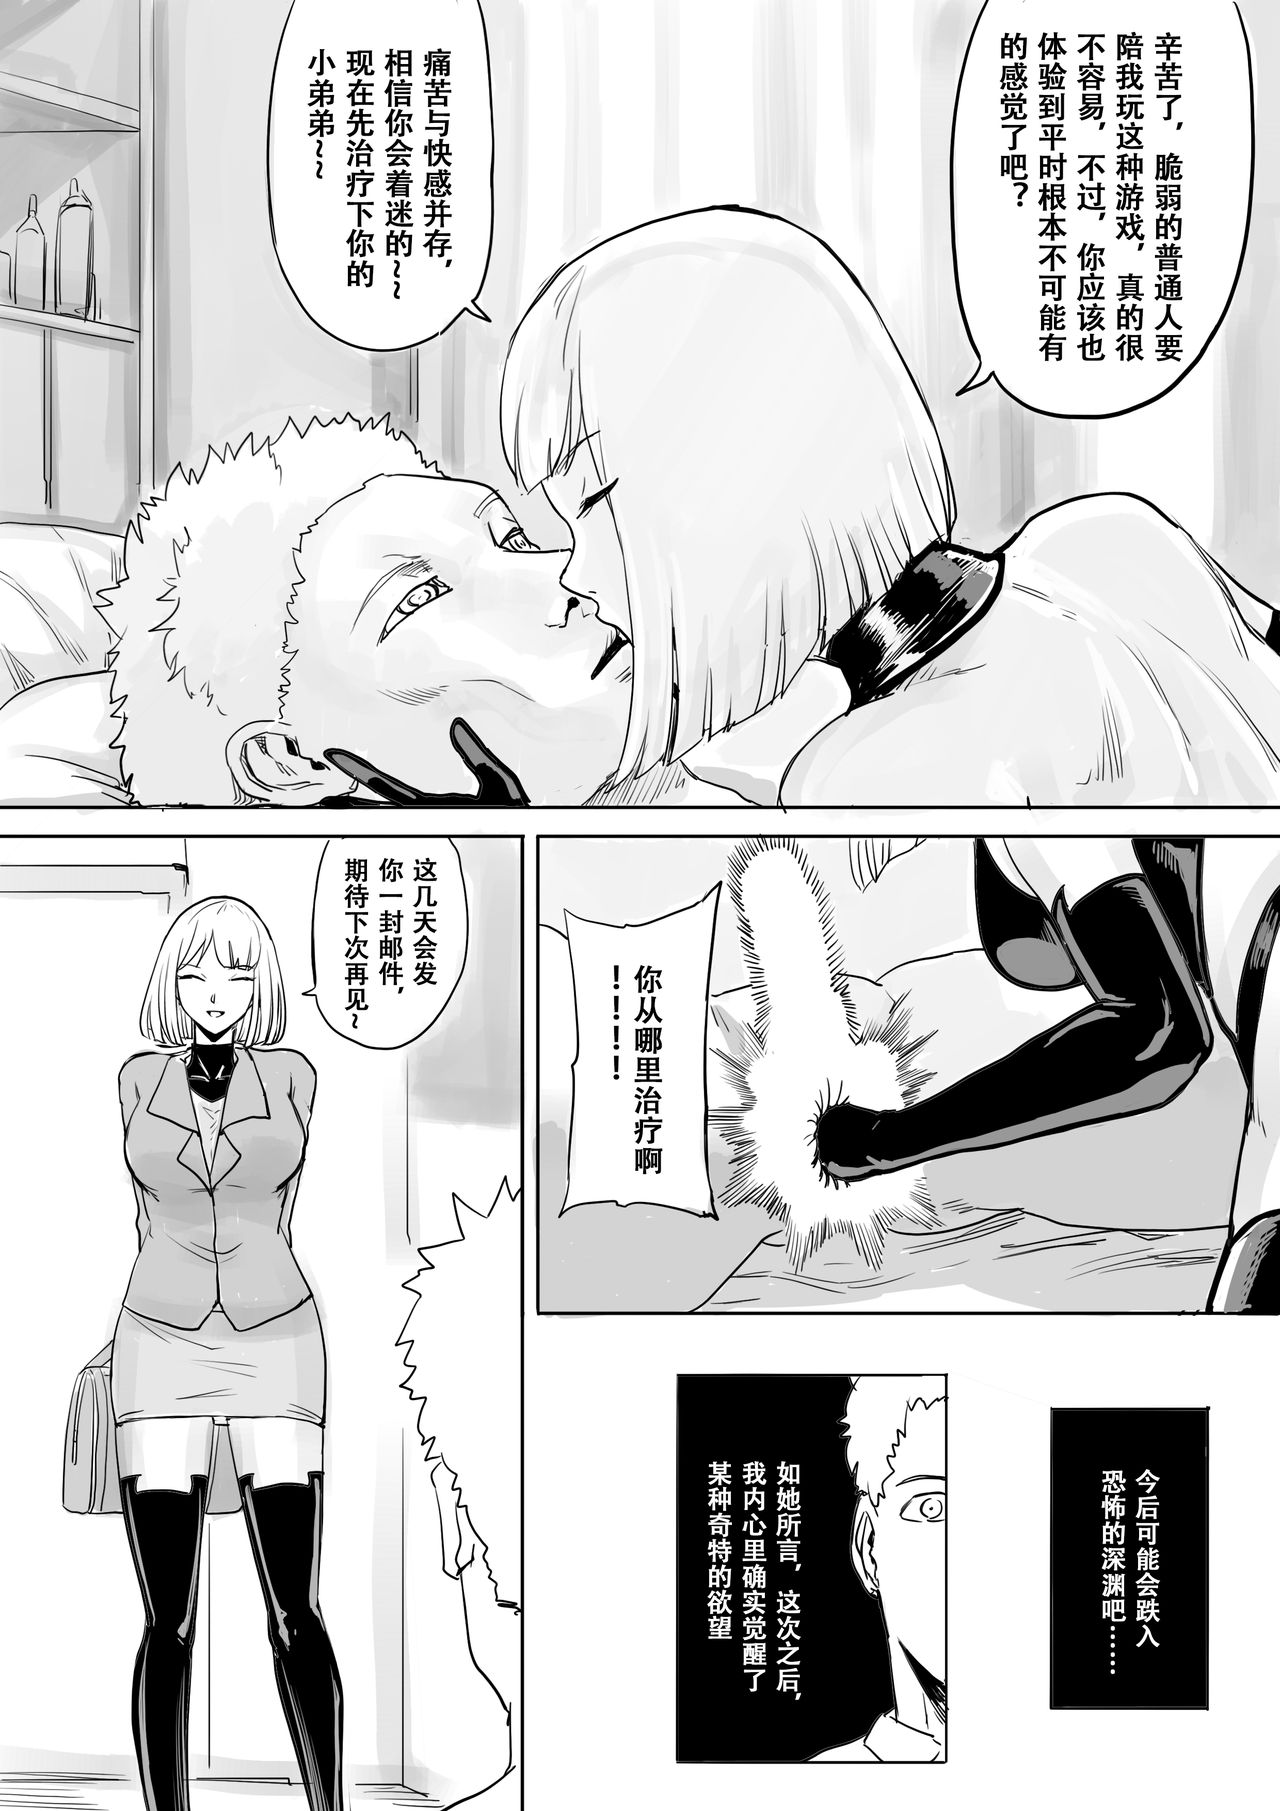 辛苦了，脆弱的普通人要
陪我玩这种游戏，真的很
不容易，不过，你应该也
体验到平时根本不可能有
的感觉了吧？
痛苦与快感并存，
相信你会着迷的~~
现在先治疗下你的
小弟弟~~
你从哪里治疗啊
！！！！！
这几天会发
你一封邮件，
期待下次再见~
今后可能会跌入
恐怖的深渊吧……
如她所言，这次之后，
我内心里确实觉醒了
某种奇特的欲望